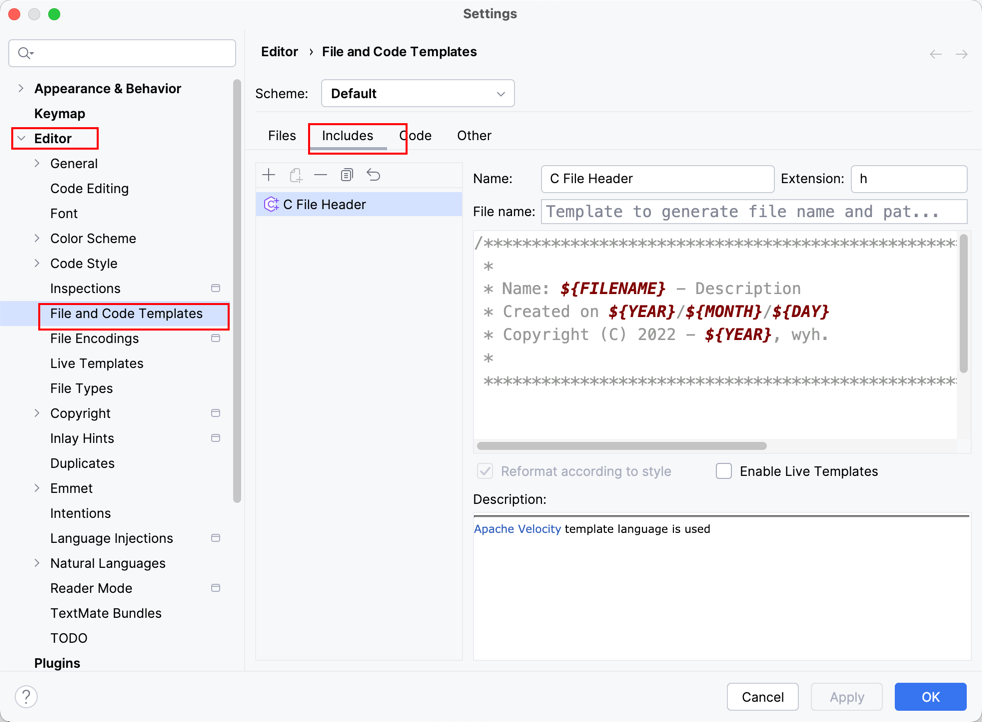 Settings
Appearance & Behavior
Keymap
Editor
General
Code Editing
Font
Color Scheme
Code Style
Inspections
File and Code Templates
File Encodings
Live Templates
File Types
Copyright
Inlay Hints
Duplicates
Emmet
Intentions
Language Injections
Natural Languages
Reader Mode
TextMate Bundles
TODO
Plugins
?
Editor › File and Code Templates
Scheme: Default
Files Includes Code Other
C File Header
Name: C File Header Extension: h
File name: Template to generate file name and pat...
/***********************************************************
*
* Name: ${FILENAME} - Description
* Created on ${YEAR}/${MONTH}/${DAY}
* Copyright (C) 2022 - ${YEAR}, wyh.
*
***********************************************************
Reformat according to style Enable Live Templates
Description:
Apache Velocity template language is used
Cancel Apply OK